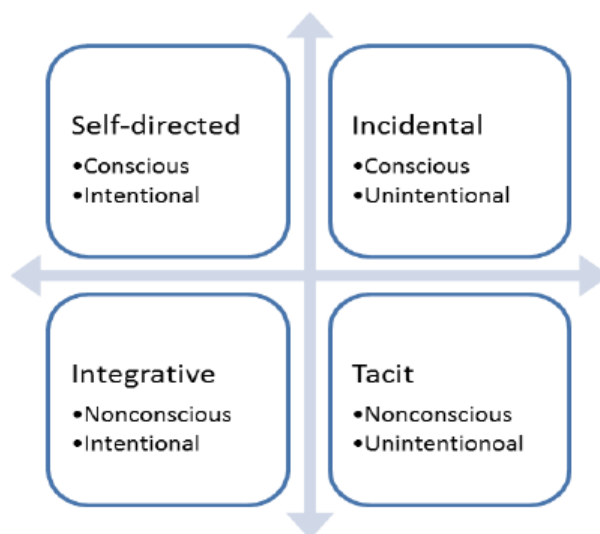 Self-directed
•Conscious
•Intentional
Incidental
•Conscious
•Unintentional
Integrative
•Nonconscious
•Intentional
Tacit
•Nonconscious
•Unintentionoal